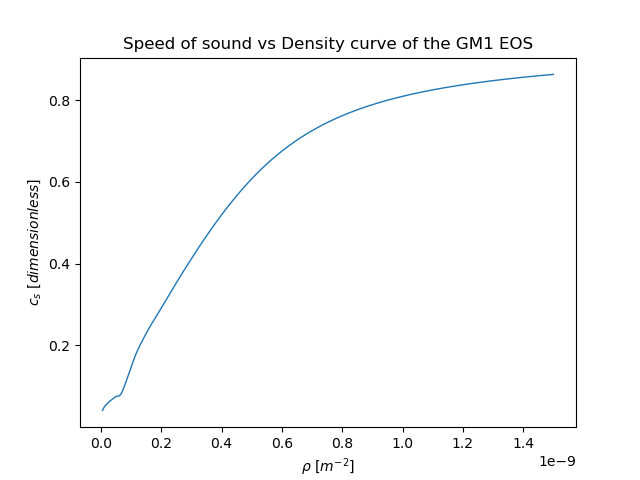 Speed of sound vs Density curve of the GM1 EOS
0.8
0.6
0.4
0.2
c_s [dimensionless]
0.0 0.2 0.4 0.6 0.8 1.0 1.2 1.4
1e−9
ρ [m⁻²]